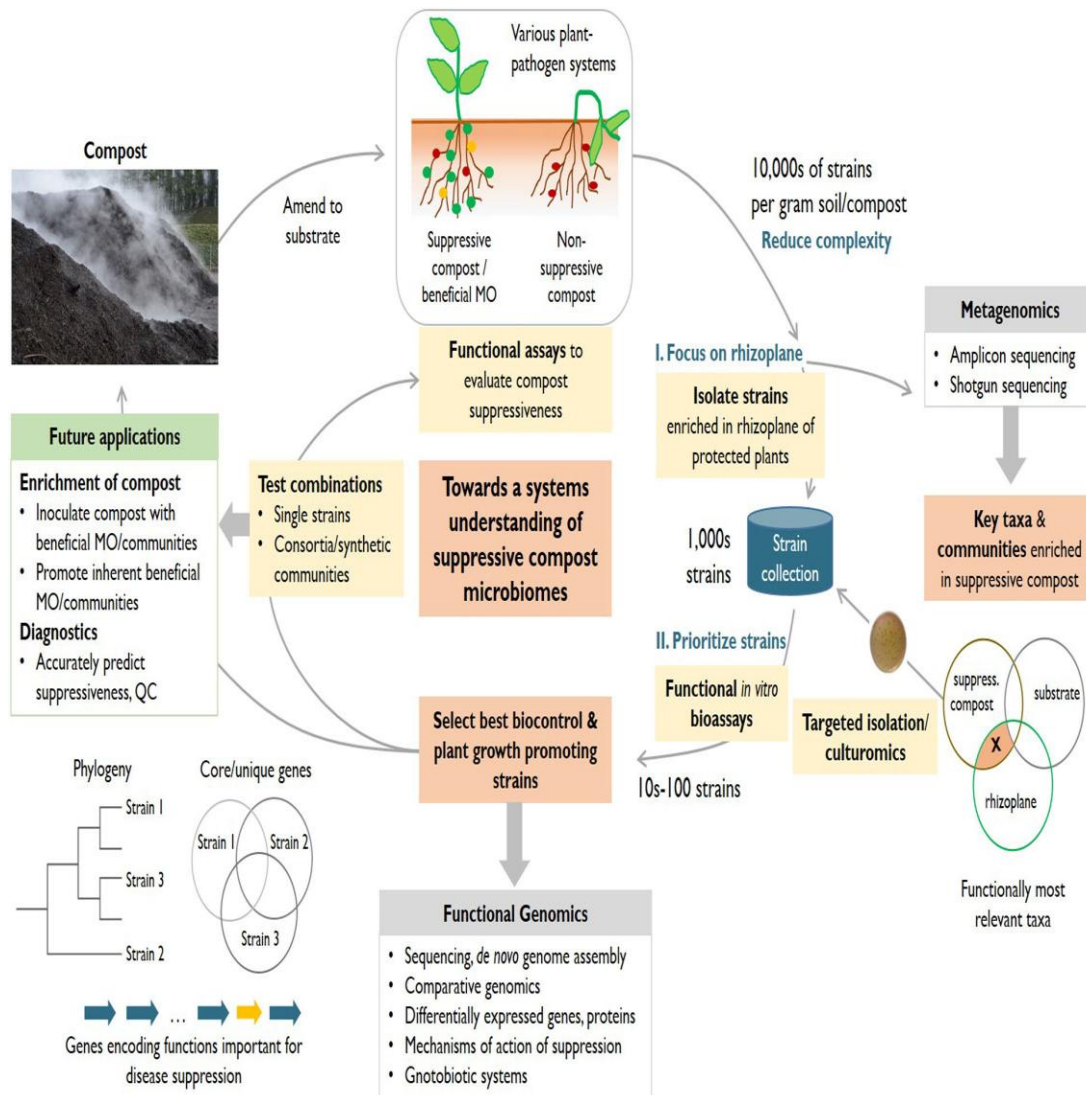 Various plant-
pathogen systems
Compost
Amend to
substrate
Suppressive
compost /
beneficial MO
Non-
suppressive
compost
10,000s of strains
per gram soil/compost
Reduce complexity
Functional assays to
evaluate compost
suppressiveness
I. Focus on rhizoplane
Isolate strains
enriched in rhizoplane of
protected plants
Metagenomics
• Amplicon sequencing
• Shotgun sequencing
Future applications
Enrichment of compost
• Inoculate compost with
beneficial MO/communities
• Promote inherent beneficial
MO/communities
Diagnostics
• Accurately predict
suppressiveness, QC
Test combinations
• Single strains
• Consortia/synthetic
communities
Towards a systems
understanding of
suppressive compost
microbiomes
1,000s
strains
Strain
collection
Key taxa &
communities enriched
in suppressive compost
II. Prioritize strains
Functional in vitro
bioassays
Targeted isolation/
culturomics
suppress.
compost
substrate
X
rhizoplane
Functionally most
relevant taxa
Select best biocontrol &
plant growth promoting
strains
10s-100 strains
Phylogeny
Strain 1
Strain 3
Strain 2
Core/unique genes
Strain 1
Strain 2
Strain 3
...
Genes encoding functions important for
disease suppression
Functional Genomics
• Sequencing, de novo genome assembly
• Comparative genomics
• Differentially expressed genes, proteins
• Mechanisms of action of suppression
• Gnotobiotic systems